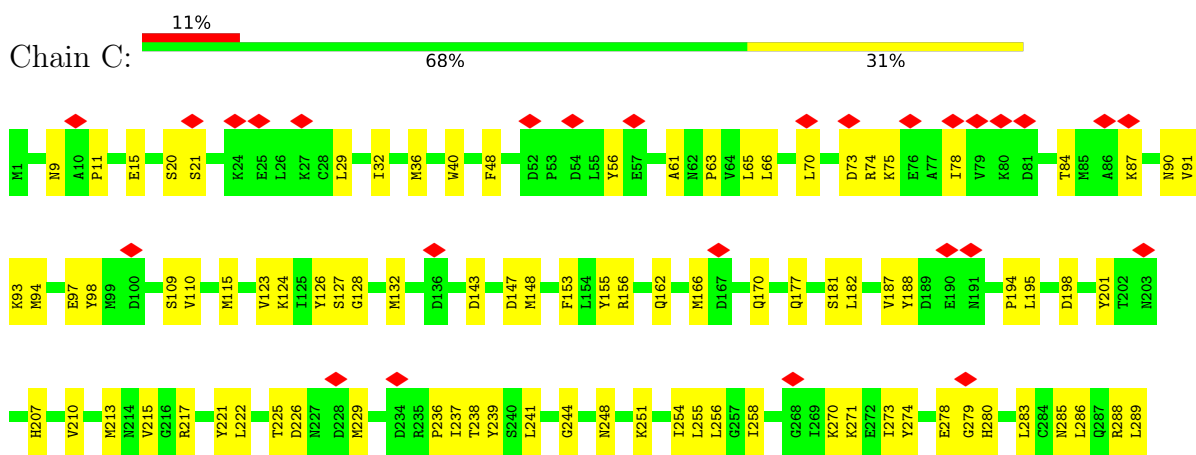 11%
Chain C:
68% 31%
M1 N9 A10 P11 E15 S20 S21 K24 E25 L26 K27 C28 L29 I32 M36 W40 F48 D52 P53 D54 L55 Y56 E57 A61 N62 P63 V64 L65 L66 L70 D73 R74 K75 E76 A77 I78 V79 K80 D81 T84 M85 A86 K87 N90 V91
K93 M94 E97 Y98 M99 D100 S109 V110 M115 V123 K124 I125 Y126 S127 G128 M132 D136 D143 D147 M148 F153 L154 Y155 R156 Q162 M166 D167 Q170 Q177 S181 L182 V187 Y188 D189 E190 N191 P194 L195 D198 Y201 T202 N203
H207 V210 M213 N214 V215 G216 R217 Y221 L222 T225 D226 N227 D228 M229 D234 R235 P236 I237 T238 Y239 S240 L241 G244 N248 K251 I254 L255 L256 G257 I258 G268 I269 K270 K271 E272 I273 Y274 E278 G279 H280 L283 C284 N285 L286 Q287 R288 L289